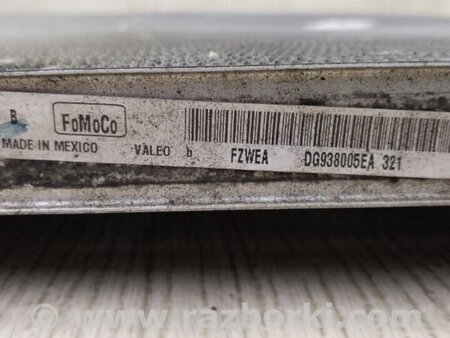 B FoMoCo
MADE IN MEXICO VALEO b FZWEA DG938005EA 321
www.razborki.com